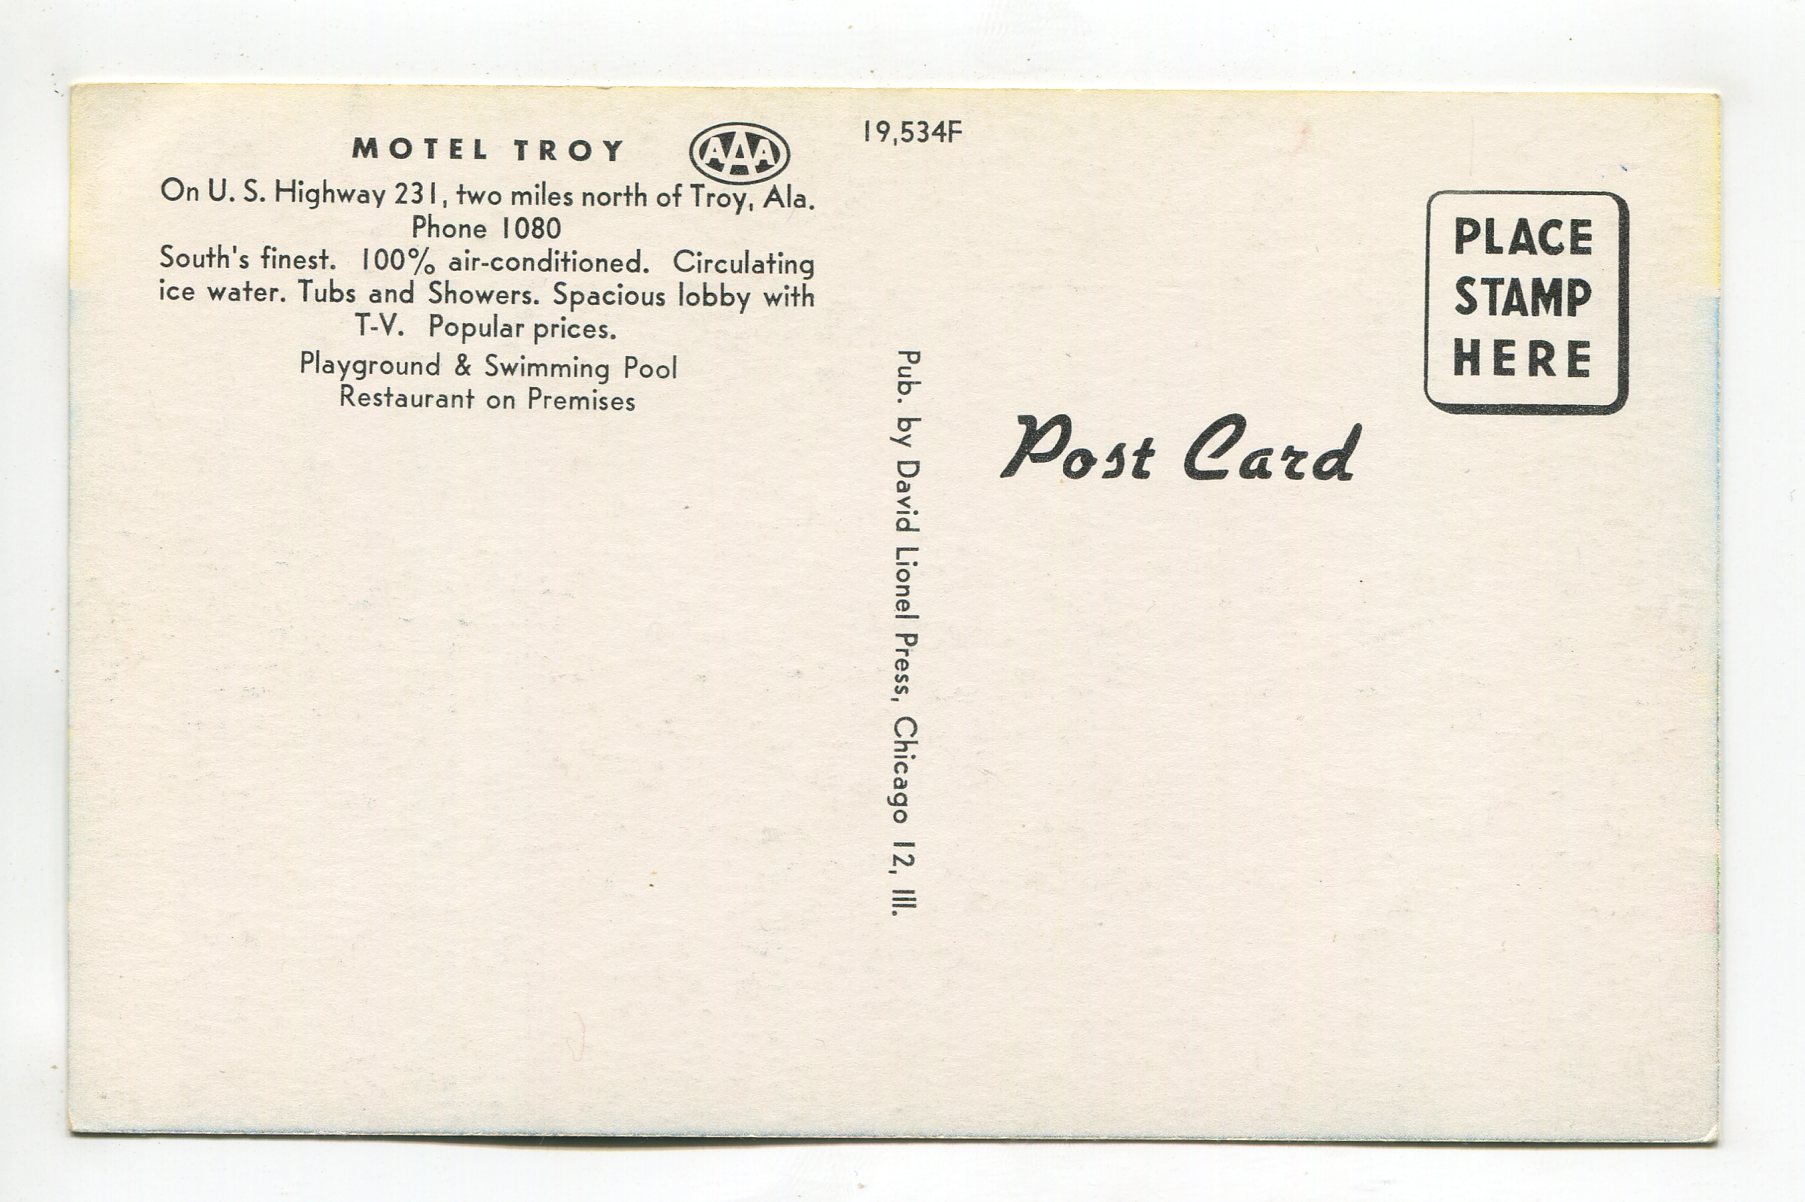 MOTEL TROY
AAA
On U. S. Highway 231, two miles north of Troy, Ala.
Phone 1080
South's finest. 100% air-conditioned. Circulating
ice water. Tubs and Showers. Spacious lobby with
T-V. Popular prices.
Playground & Swimming Pool
Restaurant on Premises
19,534F
Pub. by David Lionel Press, Chicago 12, Ill.
Post Card
PLACE
STAMP
HERE